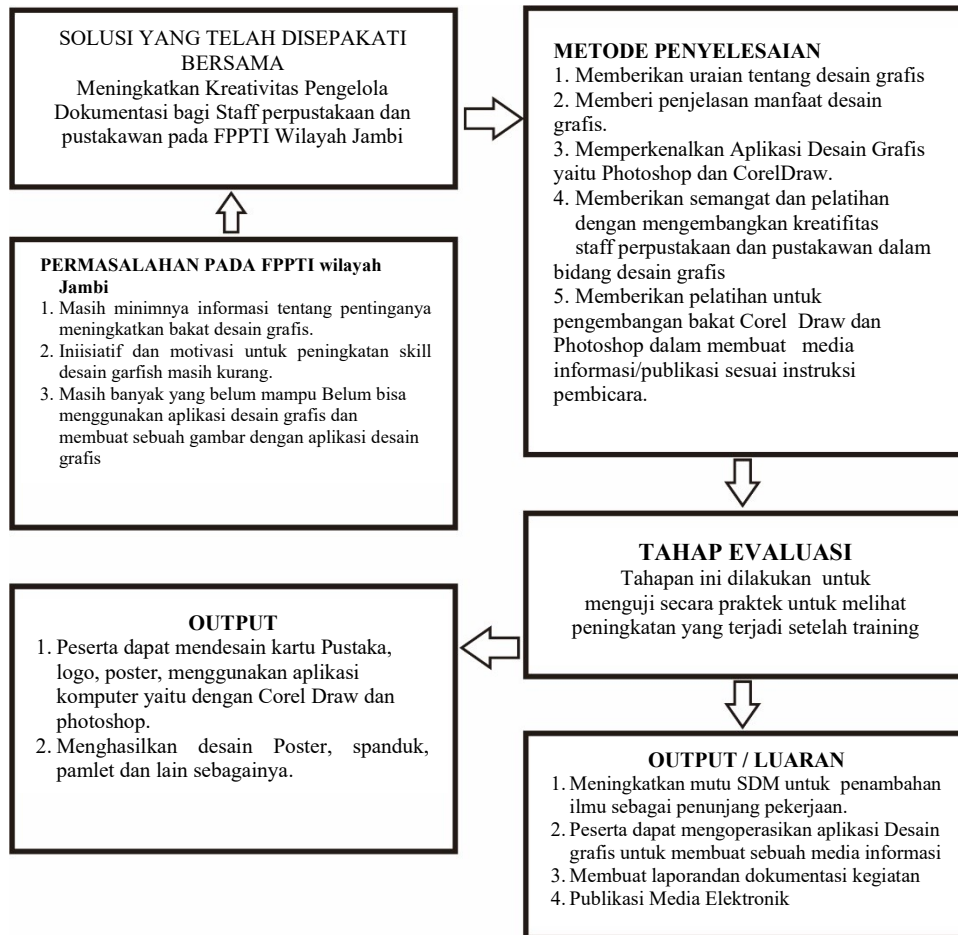 SOLUSI YANG TELAH DISEPAKATI
BERSAMA
Meningkatkan Kreativitas Pengelola
Dokumentasi bagi Staff perpustakaan dan
pustakawan pada FPPTI Wilayah Jambi
PERMASALAHAN PADA FPPTI wilayah
Jambi
1. Masih minimnya informasi tentang pentinganya
meningkatkan bakat desain grafis.
2. Iniisiatif dan motivasi untuk peningkatan skill
desain garfish masih kurang.
3. Masih banyak yang belum mampu Belum bisa
menggunakan aplikasi desain grafis dan
membuat sebuah gambar dengan aplikasi desain
grafis
METODE PENYELESAIAN
1. Memberikan uraian tentang desain grafis
2. Memberi penjelasan manfaat desain
grafis.
3. Memperkenalkan Aplikasi Desain Grafis
yaitu Photoshop dan CorelDraw.
4. Memberikan semangat dan pelatihan
dengan mengembangkan kreatifitas
staff perpustakaan dan pustakawan dalam
bidang desain grafis
5. Memberikan pelatihan untuk
pengembangan bakat Corel Draw dan
Photoshop dalam membuat media
informasi/publikasi sesuai instruksi
pembicara.
TAHAP EVALUASI
Tahapan ini dilakukan untuk
menguji secara praktek untuk melihat
peningkatan yang terjadi setelah training
OUTPUT
1. Peserta dapat mendesain kartu Pustaka,
logo, poster, menggunakan aplikasi
komputer yaitu dengan Corel Draw dan
photoshop.
2. Menghasilkan desain Poster, spanduk,
pamlet dan lain sebagainya.
OUTPUT / LUARAN
1. Meningkatkan mutu SDM untuk penambahan
ilmu sebagai penunjang pekerjaan.
2. Peserta dapat mengoperasikan aplikasi Desain
grafis untuk membuat sebuah media informasi
3. Membuat laporandan dokumentasi kegiatan
4. Publikasi Media Elektronik